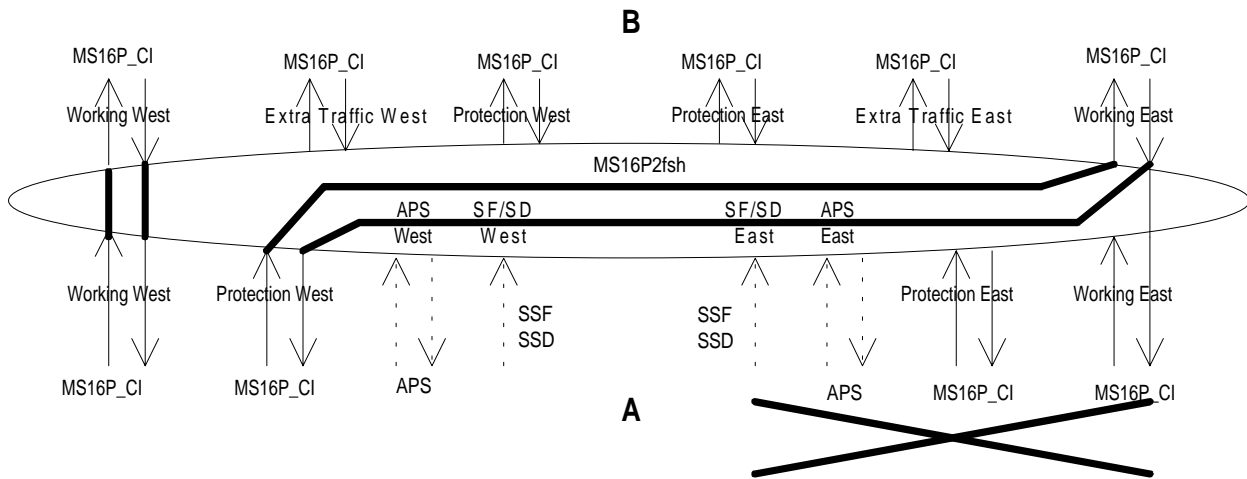 B
MS16P_CI MS16P_CI MS16P_CI MS16P_CI MS16P_CI MS16P_CI
Working West Extra Traffic West Protection West Protection East Extra Traffic East Working East
MS16P2fsh
APS SF/SD SF/SD APS
West West East East
Working West Protection West Protection East Working East
SSF SSF
SSD SSD
MS16P_CI MS16P_CI APS APS MS16P_CI MS16P_CI
A